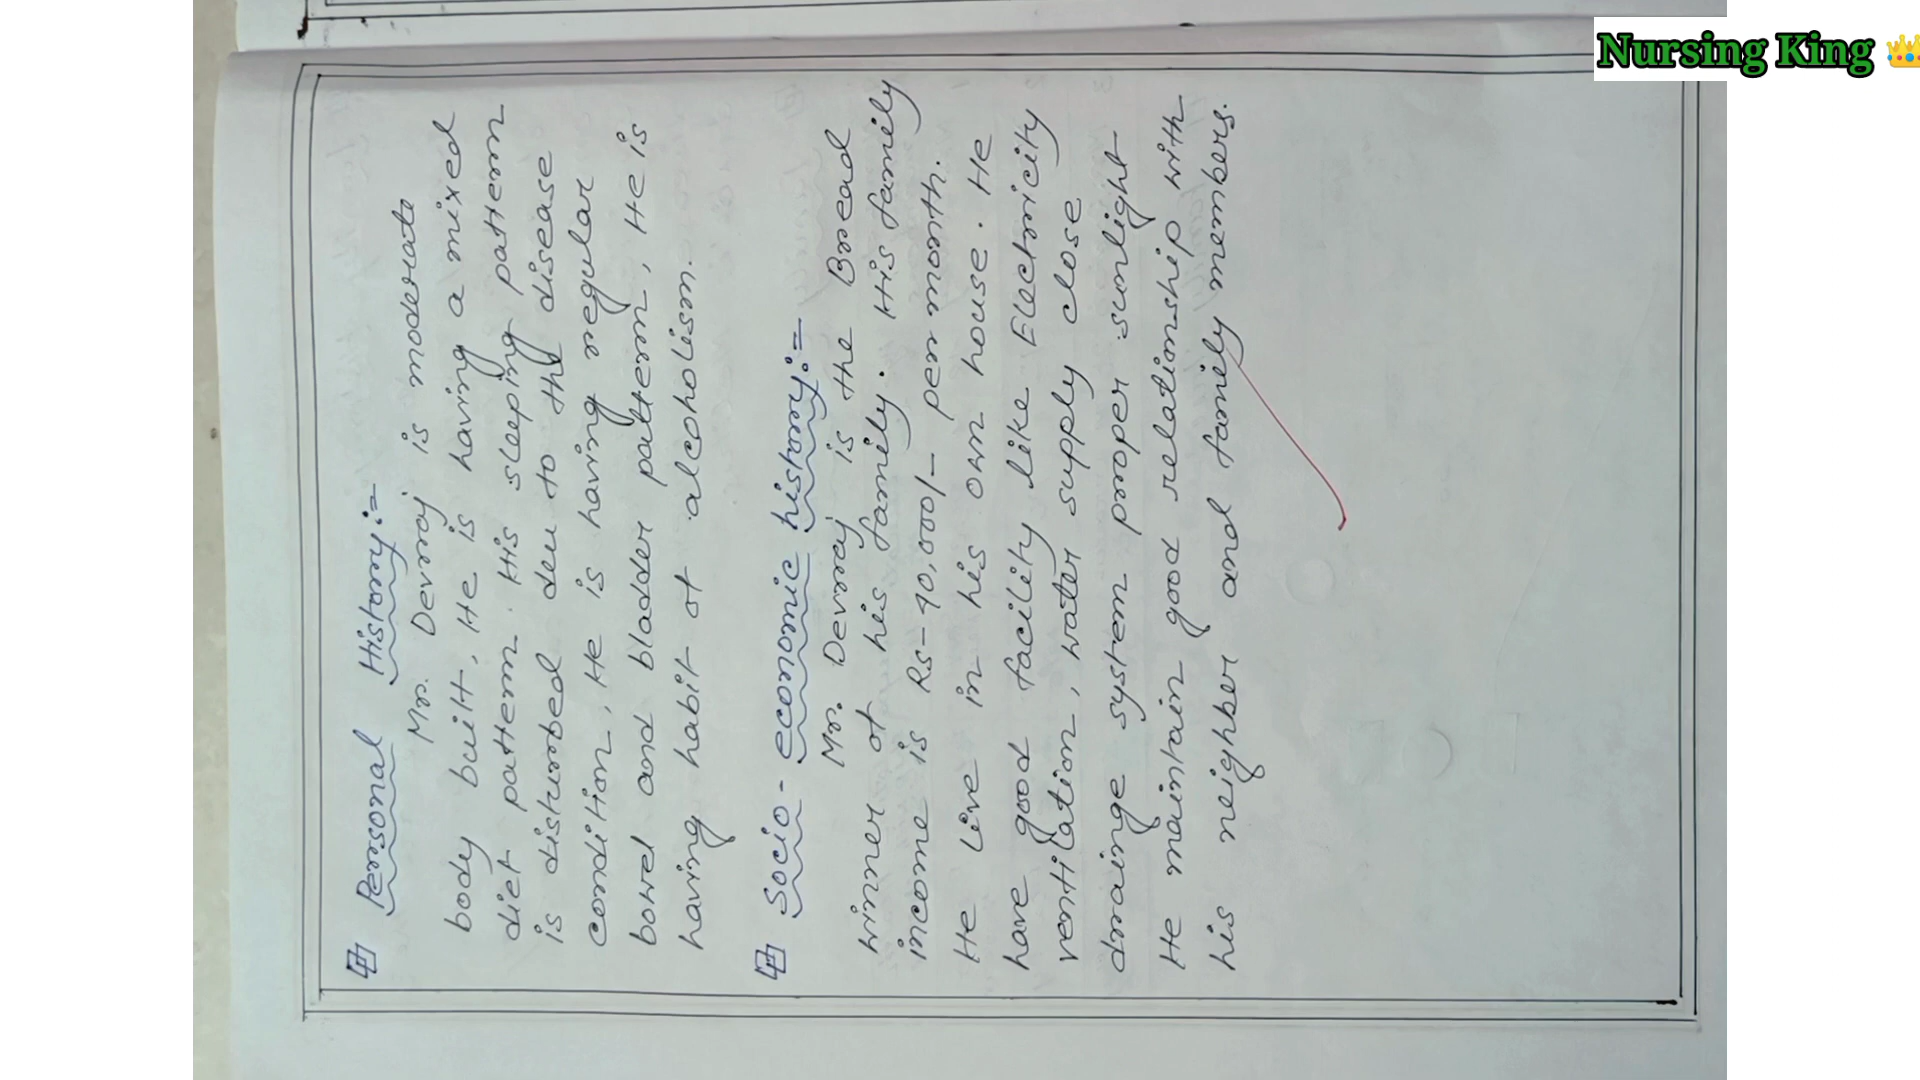 Nursing King
Personal History:-
Mr. Devraj is moderate
body built, He is having a mixed
diet pattern. His sleeping pattern
is disturbed deu to the disease
condition, He is having regular
bowel and bladder pattern, He is
having habit of alcoholism.
Socio-economic history:-
Mr. Devraj is the Bread
winner of his family. His family
income is RS- 40,000/- per month.
He live in his own house. He
have good facility like Electricity
ventilation, water supply close
drainge system proper sunlight
He maintain good relationship with
his neighber and family members.